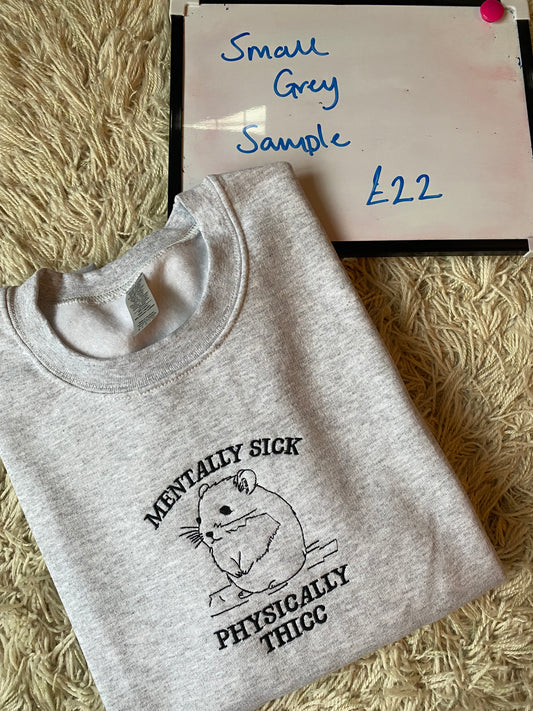 Small
Grey
Sample
£22
MENTALLY SICK
PHYSICALLY
THICC